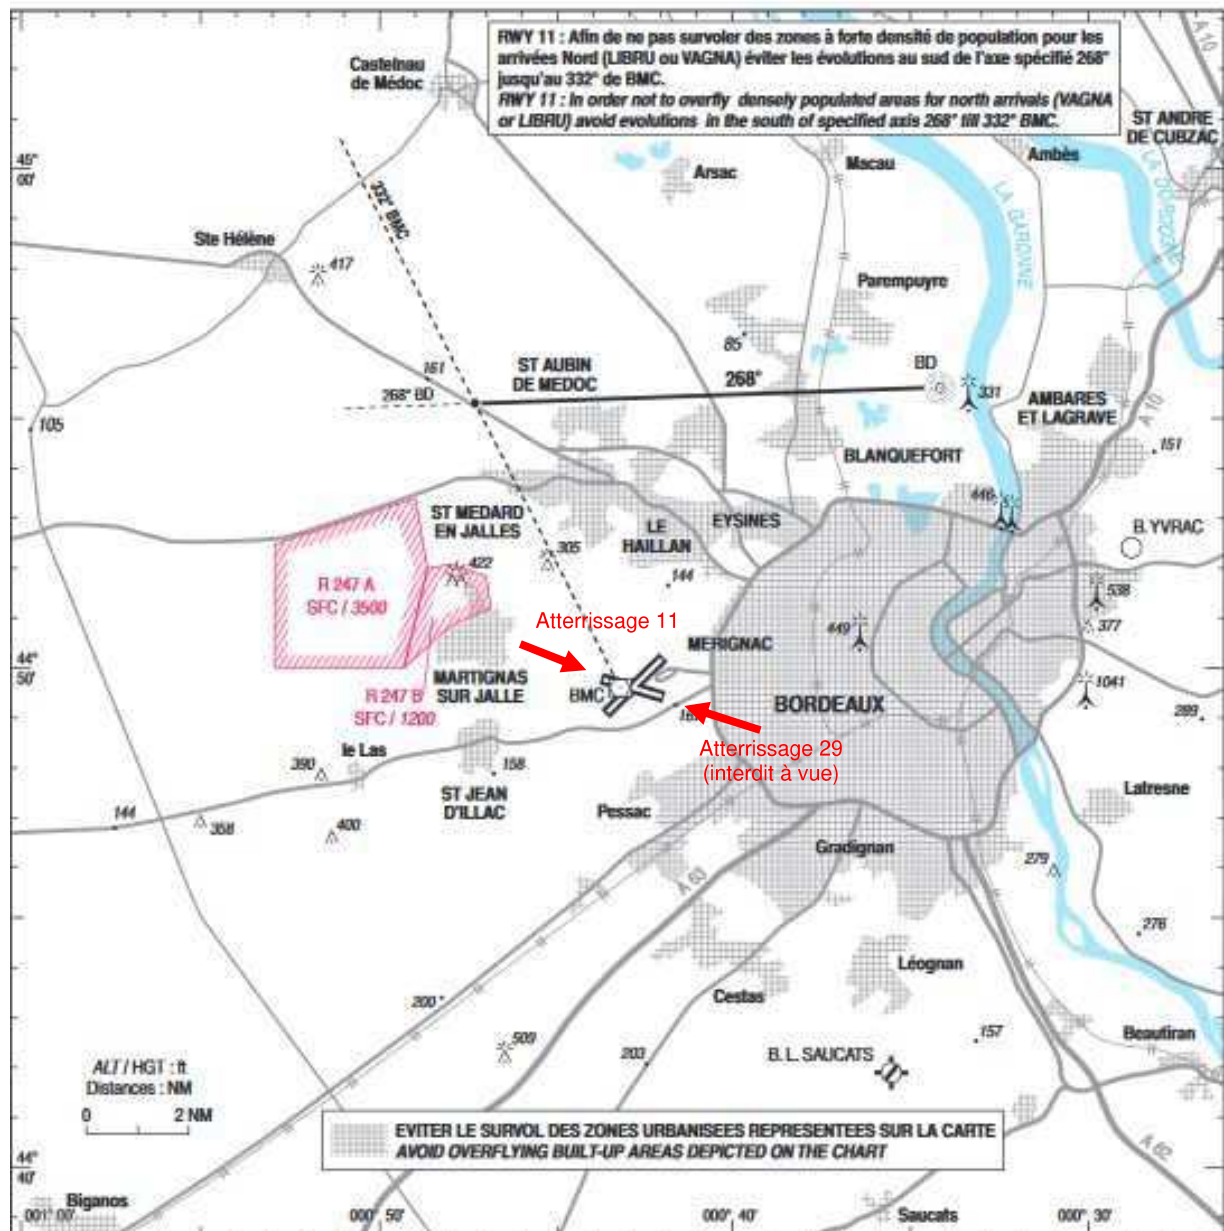 RWY 11 : Afin de ne pas survoler des zones à forte densité de population pour les
arrivées Nord (LIBRU ou VAGNA) éviter les évolutions au sud de l'axe spécifié 268°
jusqu'au 332° de BMC.
RWY 11 : In order not to overfly densely populated areas for north arrivals (VAGNA
or LIBRU) avoid evolutions in the south of specified axis 268° till 332° BMC.
A 10
Castelnau
de Médoc
ST ANDRE
DE CUBZAC
45°
00'
Arsac
Macau
Ambès
LA DORDOGNE
LA GARONNE
332° BMC
Ste Hélène
417
Parempuyre
85
161
ST AUBIN
DE MEDOC
268°
BD
268° BD
331
AMBARES
ET LAGRAVE
A 10
105
151
BLANQUEFORT
446
ST MEDARD
EN JALLES
LE
HAILLAN
EYSINES
B. YVRAC
305
422
144
R 247 A
SFC / 3500
538
377
449
Atterrissage 11
MERIGNAC
44°
50'
MARTIGNAS
SUR JALLE
BMC
R 247 B
SFC / 1200
BORDEAUX
1041
289
Atterrissage 29
(interdit à vue)
le Las
390
158
ST JEAN
D'ILLAC
Pessac
Latresne
144
358
400
Gradignan
279
A 63
276
Léognan
Cestas
200
509
203
157
B. L. SAUCATS
Beautiran
ALT / HGT : ft
Distances : NM
0 2 NM
EVITER LE SURVOL DES ZONES URBANISEES REPRESENTEES SUR LA CARTE
AVOID OVERFLYING BUILT-UP AREAS DEPICTED ON THE CHART
A 62
44°
40'
Biganos
001° 00'
000° 50
000° 40
Saucats
000° 30